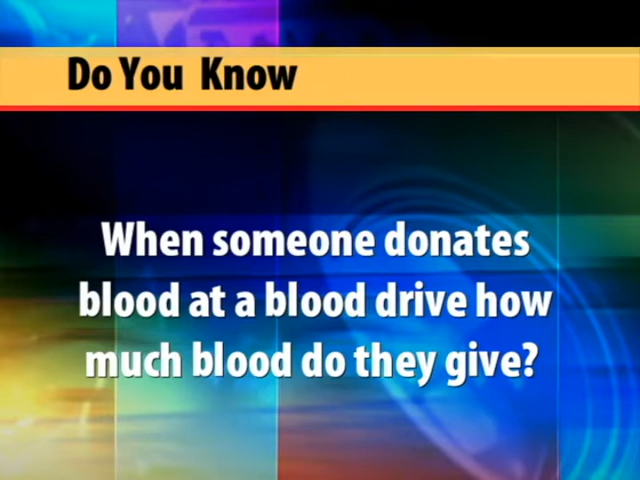 Do You Know
When someone donates
blood at a blood drive how
much blood do they give?